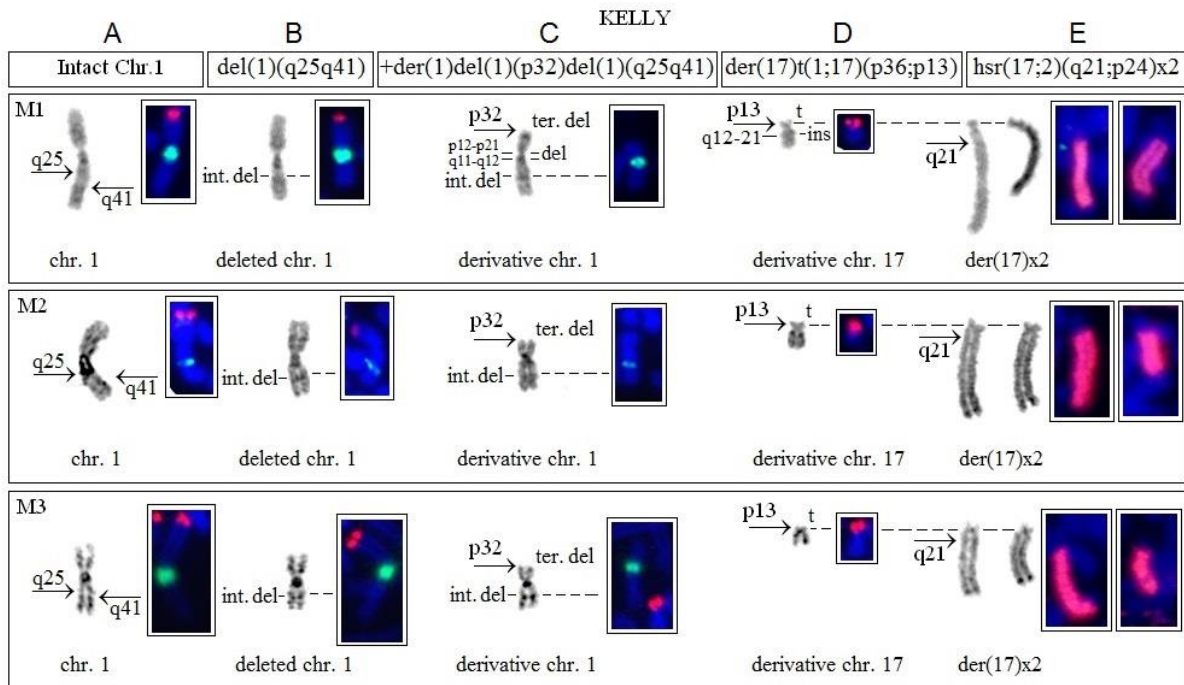 KELLY
A B C D E
Intact Chr.1 del(1)(q25q41) +der(1)del(1)(p32)del(1)(q25q41) der(17)t(1;17)(p36;p13) hsr(17;2)(q21;p24)x2
M1
q25
q41
int. del
p32
ter. del
p12-p21
q11-q12
del
int. del
p13 t
q12-21 ins
q21
chr. 1 deleted chr. 1 derivative chr. 1 derivative chr. 17 der(17)x2
M2
q25
q41
int. del
p32
ter. del
int. del
p13 t
q21
chr. 1 deleted chr. 1 derivative chr. 1 derivative chr. 17 der(17)x2
M3
q25
q41
int. del
p32
ter. del
int. del
p13 t
q21
chr. 1 deleted chr. 1 derivative chr. 1 derivative chr. 17 der(17)x2